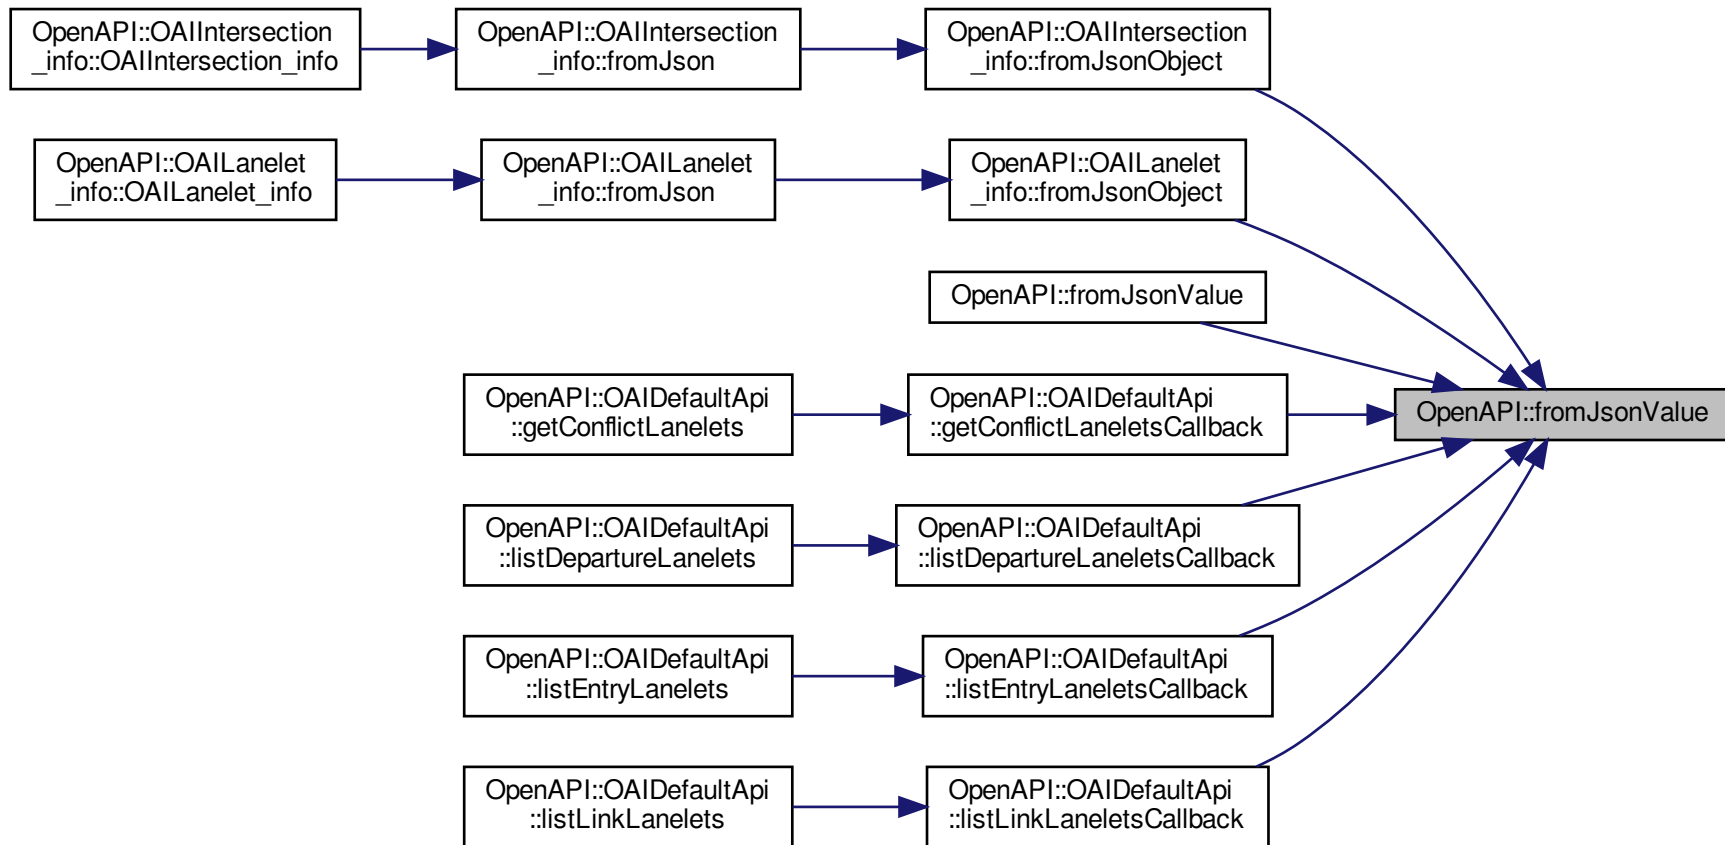 OpenAPI::OAIIntersection
_info::OAIIntersection_info
OpenAPI::OAIIntersection
_info::fromJson
OpenAPI::OAIIntersection
_info::fromJsonObject
OpenAPI::OAILanelet
_info::OAILanelet_info
OpenAPI::OAILanelet
_info::fromJson
OpenAPI::OAILanelet
_info::fromJsonObject
OpenAPI::fromJsonValue
OpenAPI::OAIDefaultApi
::getConflictLanelets
OpenAPI::OAIDefaultApi
::getConflictLaneletsCallback
OpenAPI::fromJsonValue
OpenAPI::OAIDefaultApi
::listDepartureLanelets
OpenAPI::OAIDefaultApi
::listDepartureLaneletsCallback
OpenAPI::OAIDefaultApi
::listEntryLanelets
OpenAPI::OAIDefaultApi
::listEntryLaneletsCallback
OpenAPI::OAIDefaultApi
::listLinkLanelets
OpenAPI::OAIDefaultApi
::listLinkLaneletsCallback